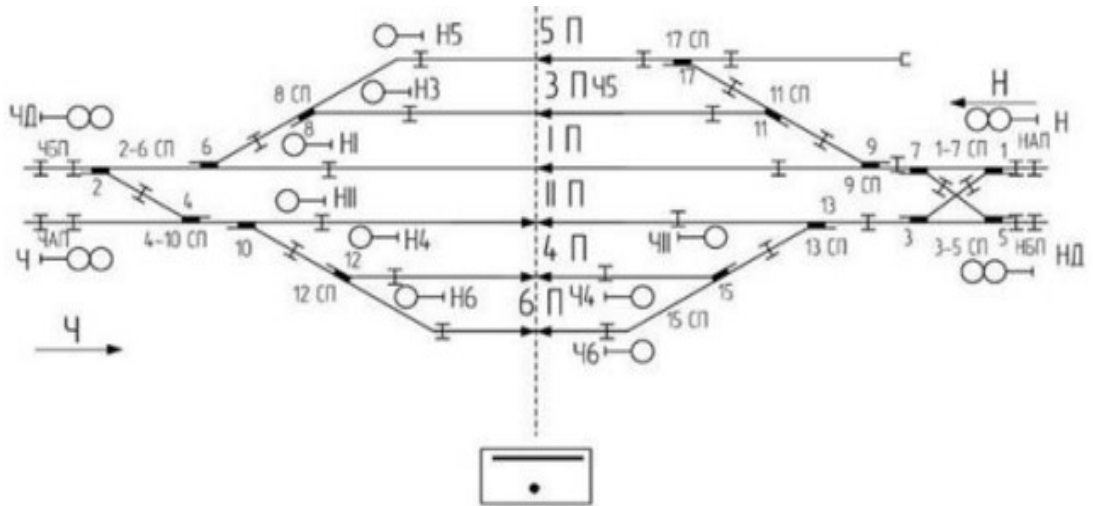 5 П
17 СП
Н5
17
3 П
Ч5
11 СП
Н3
8 СП
Н
8
11
ЧД
Н
Н1
1 П
ЧБП
2-6 СП
6
9
7
1-7 СП
1
НАП
2
9 СП
НII
II П
4
13
ЧАП
4-10 СП
10
Н4
ЧII
13 СП
3
3-5 СП
5
НБП
Ч
4 П
НД
12
12 СП
Н6
6 П
Ч4
15
15 СП
Ч
Ч6